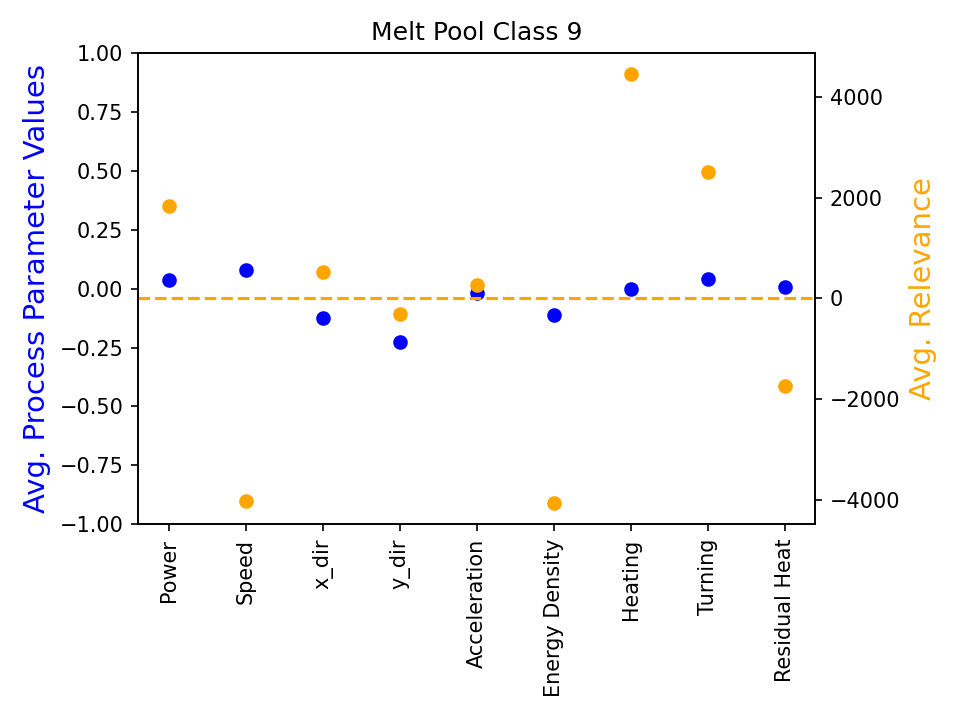 Melt Pool Class 9
Avg. Process Parameter Values
1.00
0.75
0.50
0.25
0.00
−0.25
−0.50
−0.75
−1.00
4000
2000
0
−2000
−4000
Avg. Relevance
Power
Speed
x_dir
y_dir
Acceleration
Energy Density
Heating
Turning
Residual Heat